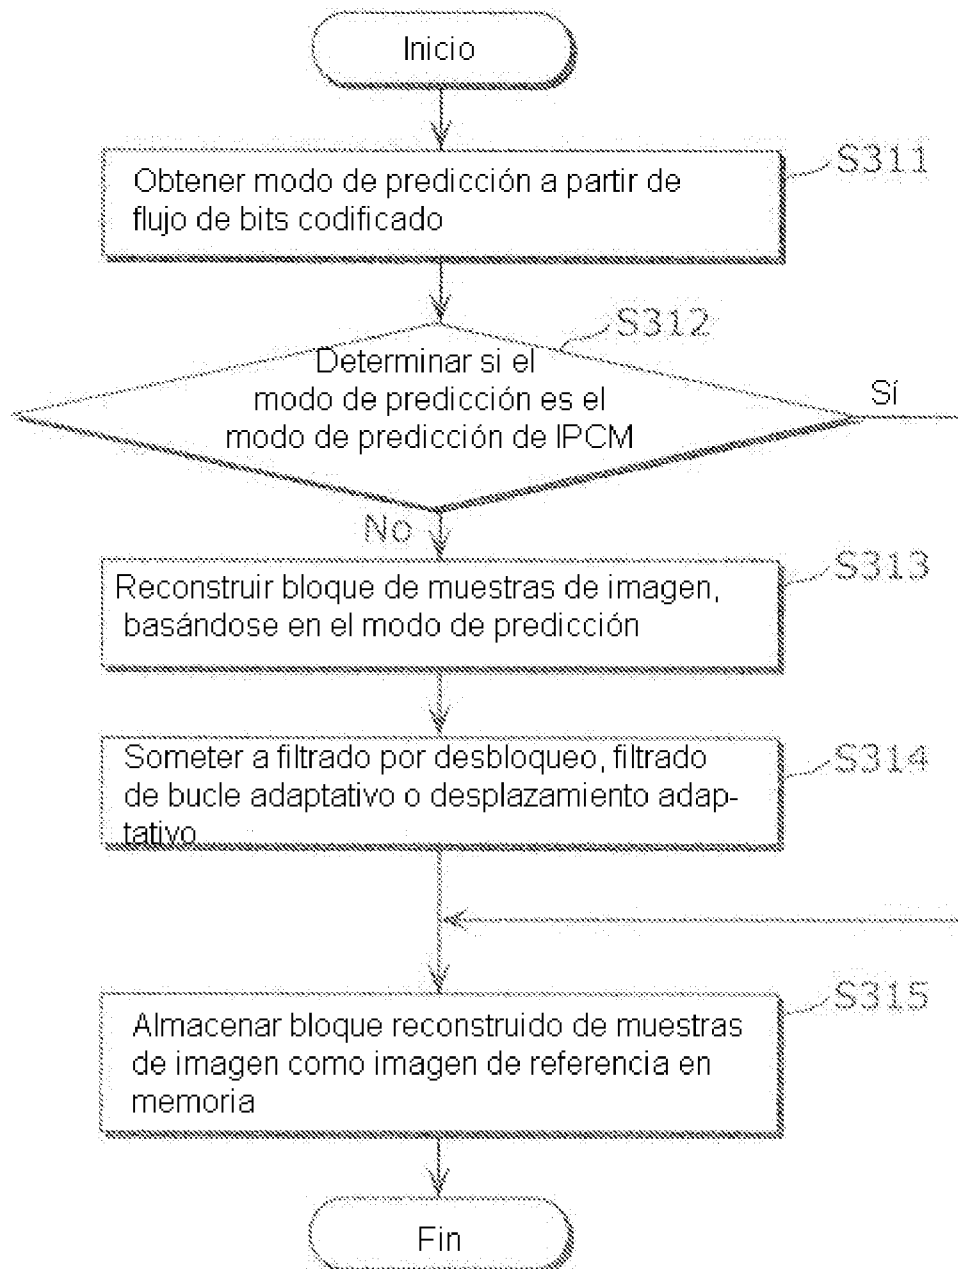 Inicio
S311
Obtener modo de predicción a partir de
flujo de bits codificado
S312
Determinar si el
modo de predicción es el
modo de predicción de IPCM
Sí
No
S313
Reconstruir bloque de muestras de imagen,
basándose en el modo de predicción
S314
Someter a filtrado por desbloqueo, filtrado
de bucle adaptativo o desplazamiento adap-
tativo
S315
Almacenar bloque reconstruido de muestras
de imagen como imagen de referencia en
memoria
Fin